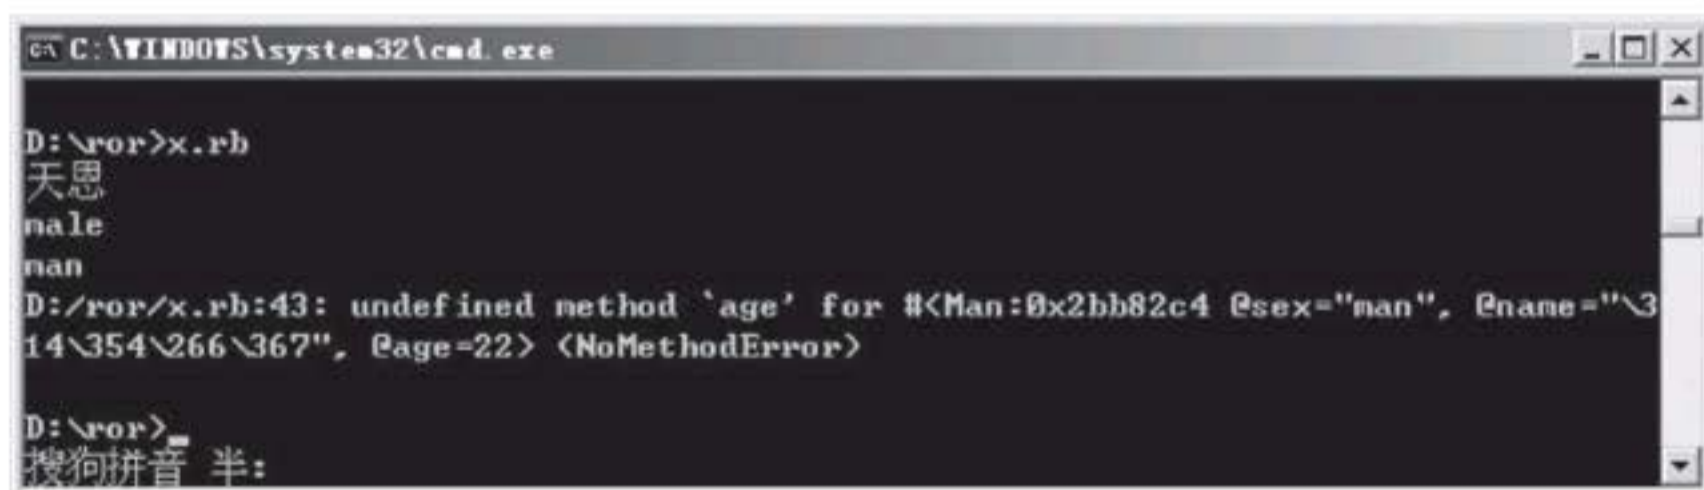 C:\WINDOWS\system32\cmd.exe
D:\ror>x.rb
天恩
male
man
D:/ror/x.rb:43: undefined method `age' for #<Man:0x2bb82c4 @sex="man", @name="\3
14\354\266\367", @age=22> <NoMethodError>
D:\ror>_
搜狗拼音 半: